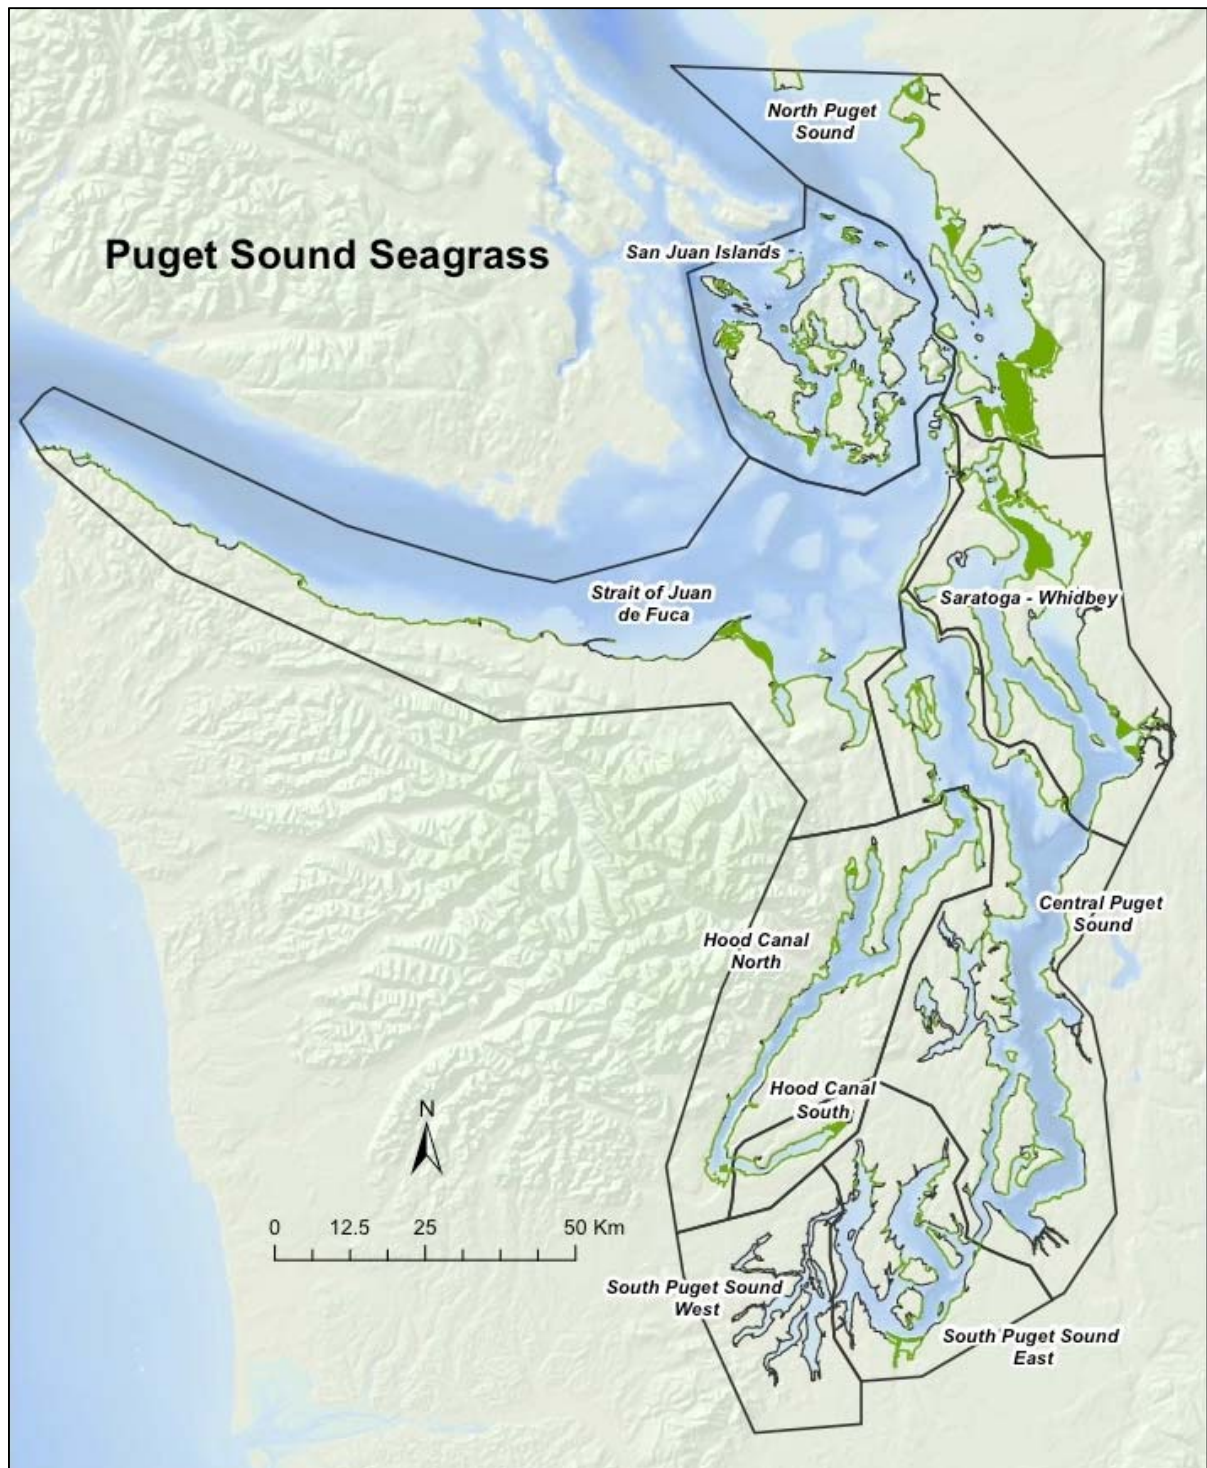 North Puget
Sound
Puget Sound Seagrass
San Juan Islands
Strait of Juan
de Fuca
Saratoga - Whidbey
Central Puget
Sound
Hood Canal
North
Hood Canal
South
N
0 12.5 25 50 Km
South Puget Sound
West
South Puget Sound
East